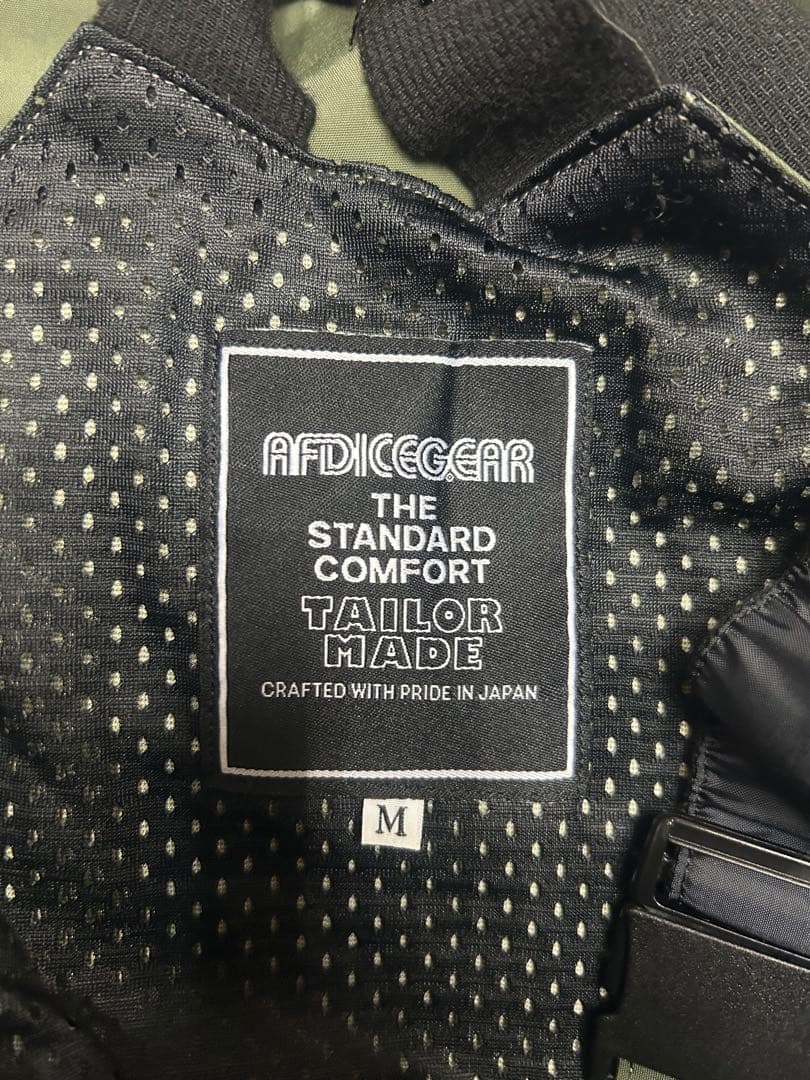 AFDICEGEAR
THE
STANDARD
COMFORT
TAILOR
MADE
CRAFTED WITH PRIDE IN JAPAN
M